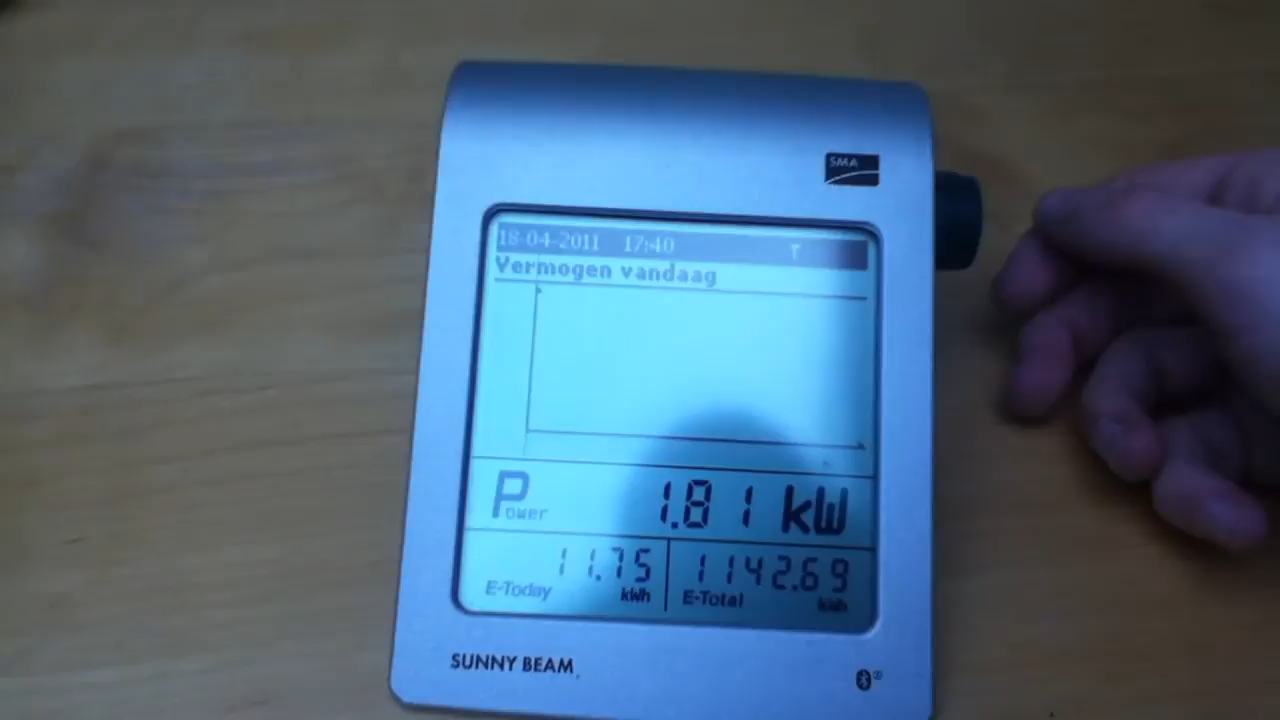 SMA
18-04-2011 17:40
Vermogen vandaag
Power 1.81 kW
E-Today 11.75 kWh
E-Total 1142.69 kWh
SUNNY BEAM